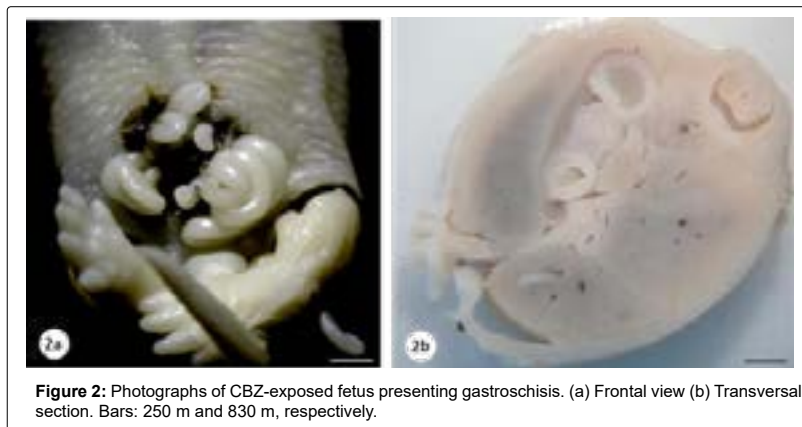 2a
2b
Figure 2: Photographs of CBZ-exposed fetus presenting gastroschisis. (a) Frontal view (b) Transversal
section. Bars: 250 m and 830 m, respectively.